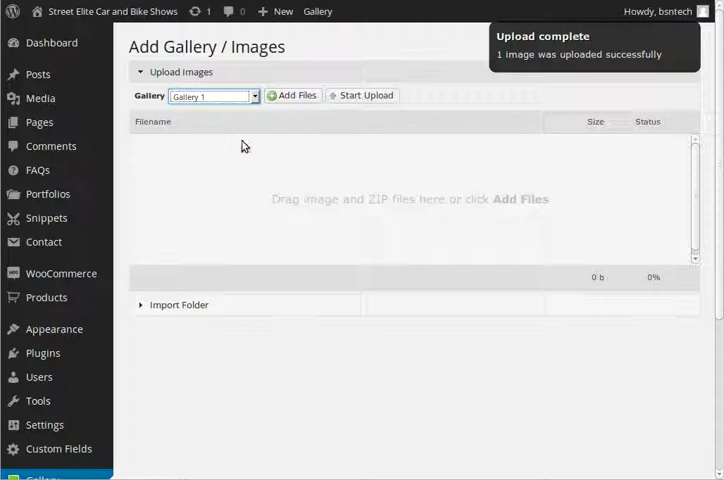 Street Elite Car and Bike Shows 1 0 New Gallery Howdy, bsntech
Upload complete
1 image was uploaded successfully
Add Gallery / Images
Upload Images
Gallery Gallery 1 Add Files Start Upload
Filename Size Status
Drag image and ZIP files here or click Add Files
0 b 0%
Import Folder
Dashboard
Posts
Media
Pages
Comments
FAQs
Portfolios
Snippets
Contact
WooCommerce
Products
Appearance
Plugins
Users
Tools
Settings
Custom Fields